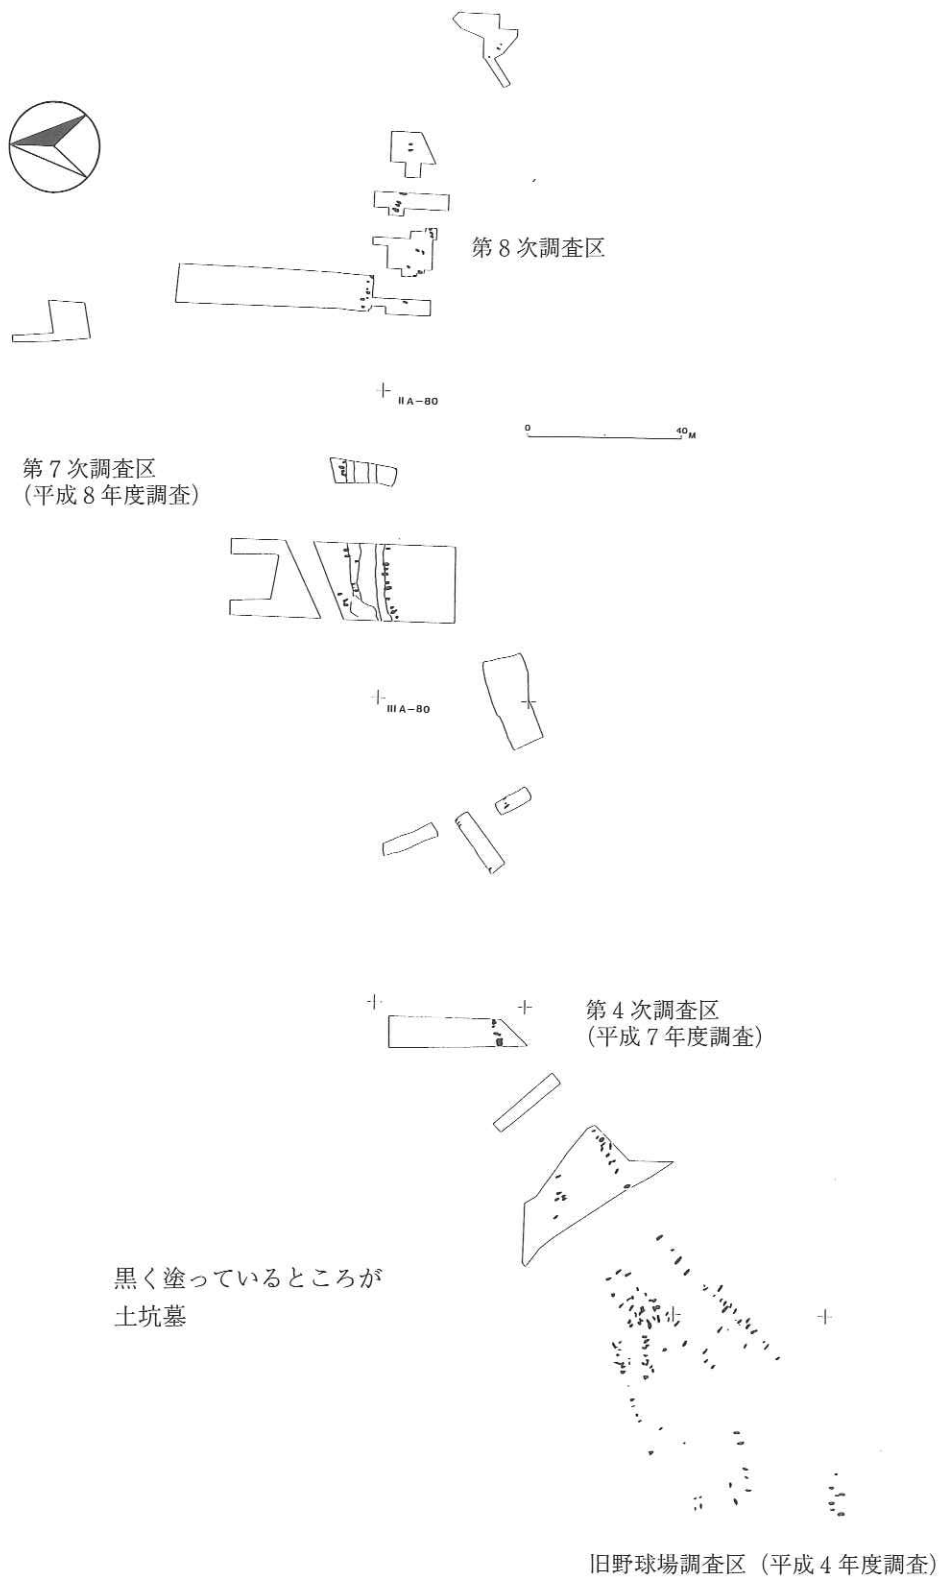 第8次調査区
ⅡA-80
0 40M
第7次調査区
(平成8年度調査)
ⅢA-80
第4次調査区
(平成7年度調査)
黒く塗っているところが
土坑墓
旧野球場調査区 (平成4年度調査)